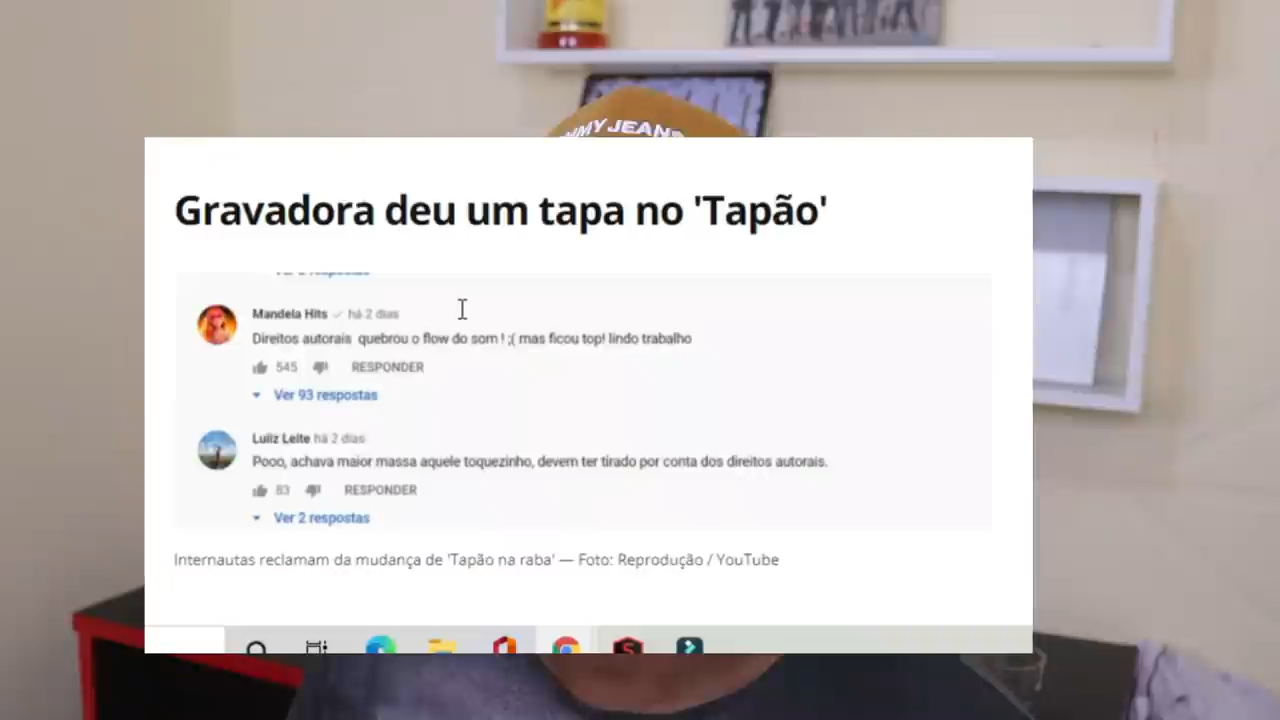 MMY JEANS
Gravadora deu um tapa no 'Tapão'
Mandela Hits há 2 dias
Direitos autorais quebrou o flow do som ! ;( mas ficou top! lindo trabalho
545 RESPONDER
Ver 93 respostas
Luiiz Leite há 2 dias
Pooo, achava maior massa aquele toquezinho, devem ter tirado por conta dos direitos autorais.
83 RESPONDER
Ver 2 respostas
Internautas reclamam da mudança de 'Tapão na raba' — Foto: Reprodução / YouTube